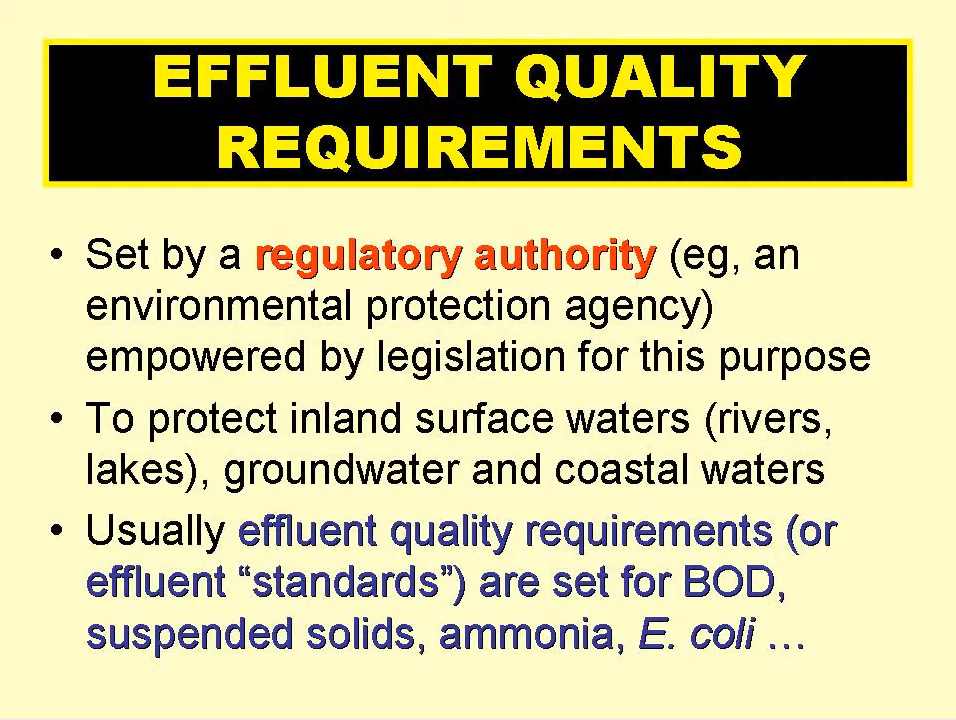 EFFLUENT QUALITY
REQUIREMENTS
• Set by a regulatory authority (eg, an
environmental protection agency)
empowered by legislation for this purpose
• To protect inland surface waters (rivers,
lakes), groundwater and coastal waters
• Usually effluent quality requirements (or
effluent “standards”) are set for BOD,
suspended solids, ammonia, E. coli …